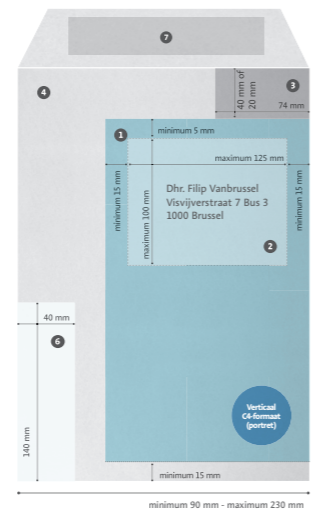 7
4
3
40 mm of
20 mm
74 mm
1
minimum 5 mm
maximum 125 mm
minimum 15 mm
maximum 100 mm
minimum 15 mm
Dhr. Filip Vanbrussel
Visvijverstraat 7 Bus 3
1000 Brussel
2
40 mm
6
140 mm
Verticaal
C4-formaat
(portret)
minimum 15 mm
minimum 90 mm - maximum 230 mm